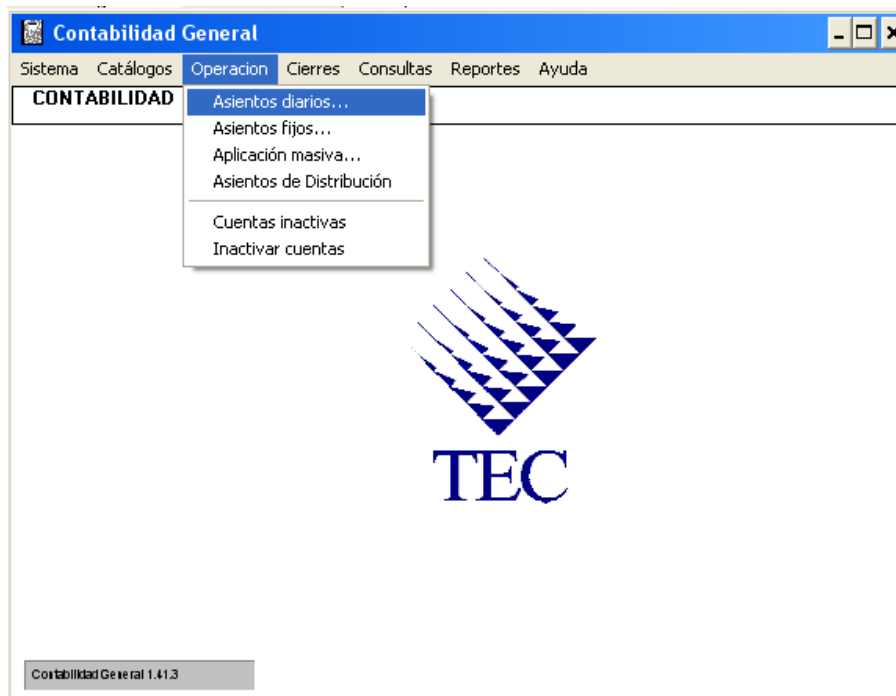 Contabilidad General
Sistema Catálogos Operacion Cierres Consultas Reportes Ayuda
CONTABILIDAD
Asientos diarios...
Asientos fijos...
Aplicación masiva...
Asientos de Distribución
Cuentas inactivas
Inactivar cuentas
TEC
Contabilidad General 1.41.3